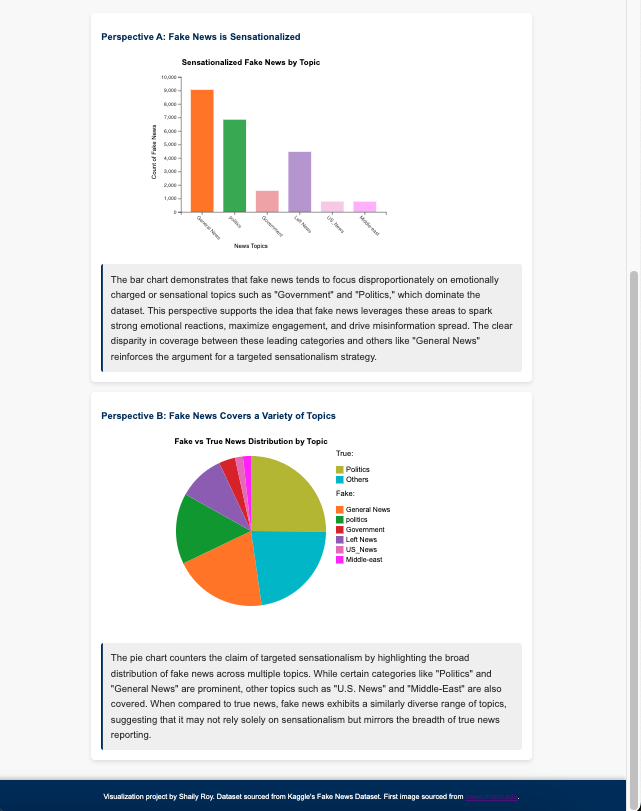 Perspective A: Fake News is Sensationalized
Sensationalized Fake News by Topic
10,000
9,000
8,000
7,000
6,000
5,000
4,000
3,000
2,000
1,000
0
Count of Fake News
General News
politics
Government
Left News
US_News
Middle-east
News Topics
The bar chart demonstrates that fake news tends to focus disproportionately on emotionally
charged or sensational topics such as "Government" and "Politics," which dominate the
dataset. This perspective supports the idea that fake news leverages these areas to spark
strong emotional reactions, maximize engagement, and drive misinformation spread. The clear
disparity in coverage between these leading categories and others like "General News"
reinforces the argument for a targeted sensationalism strategy.
Perspective B: Fake News Covers a Variety of Topics
Fake vs True News Distribution by Topic
True:
Politics
Others
Fake:
General News
politics
Government
Left News
US_News
Middle-east
The pie chart counters the claim of targeted sensationalism by highlighting the broad
distribution of fake news across multiple topics. While certain categories like "Politics" and
"General News" are prominent, other topics such as "U.S. News" and "Middle-East" are also
covered. When compared to true news, fake news exhibits a similarly diverse range of topics,
suggesting that it may not rely solely on sensationalism but mirrors the breadth of true news
reporting.
Visualization project by Shaily Roy. Dataset sourced from Kaggle's Fake News Dataset. First image sourced from